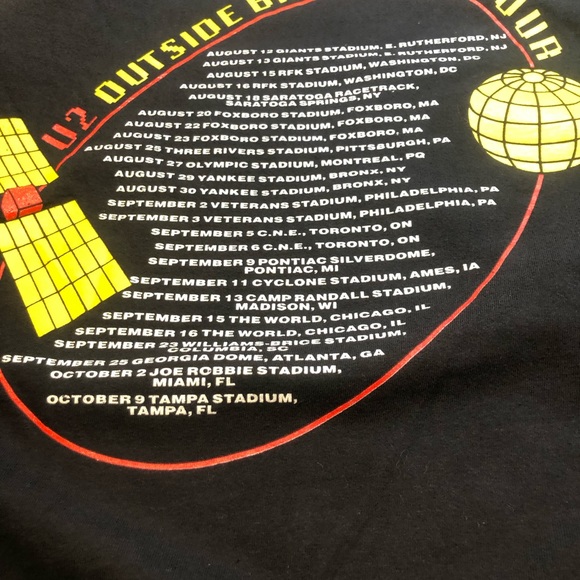 U2 OUTSIDE B
OUR
AUGUST 12 GIANTS STADIUM, E. RUTHERFORD, NJ
AUGUST 13 GIANTS STADIUM, E. RUTHERFORD, NJ
AUGUST 15 RFK STADIUM, WASHINGTON, DC
AUGUST 16 RFK STADIUM, WASHINGTON, DC
AUGUST 18 SARATOGA RACETRACK,
SARATOGA SPRINGS, NY
AUGUST 20 FOXBORO STADIUM, FOXBORO, MA
AUGUST 22 FOXBORO STADIUM, FOXBORO, MA
AUGUST 23 FOXBORO STADIUM, FOXBORO, MA
AUGUST 25 THREE RIVERS STADIUM, PITTSBURGH, PA
AUGUST 27 OLYMPIC STADIUM, MONTREAL, PQ
AUGUST 29 YANKEE STADIUM, BRONX, NY
AUGUST 30 YANKEE STADIUM, BRONX, NY
SEPTEMBER 2 VETERANS STADIUM, PHILADELPHIA, PA
SEPTEMBER 3 VETERANS STADIUM, PHILADELPHIA, PA
SEPTEMBER 5 C.N.E., TORONTO, ON
SEPTEMBER 6 C.N.E., TORONTO, ON
SEPTEMBER 9 PONTIAC SILVERDOME,
PONTIAC, MI
SEPTEMBER 11 CYCLONE STADIUM, AMES, IA
SEPTEMBER 13 CAMP RANDALL STADIUM,
MADISON, WI
SEPTEMBER 15 THE WORLD, CHICAGO, IL
SEPTEMBER 16 THE WORLD, CHICAGO, IL
SEPTEMBER 23 WILLIAMS-BRICE STADIUM,
COLUMBIA, SC
SEPTEMBER 25 GEORGIA DOME, ATLANTA, GA
OCTOBER 2 JOE ROBBIE STADIUM,
MIAMI, FL
OCTOBER 9 TAMPA STADIUM,
TAMPA, FL